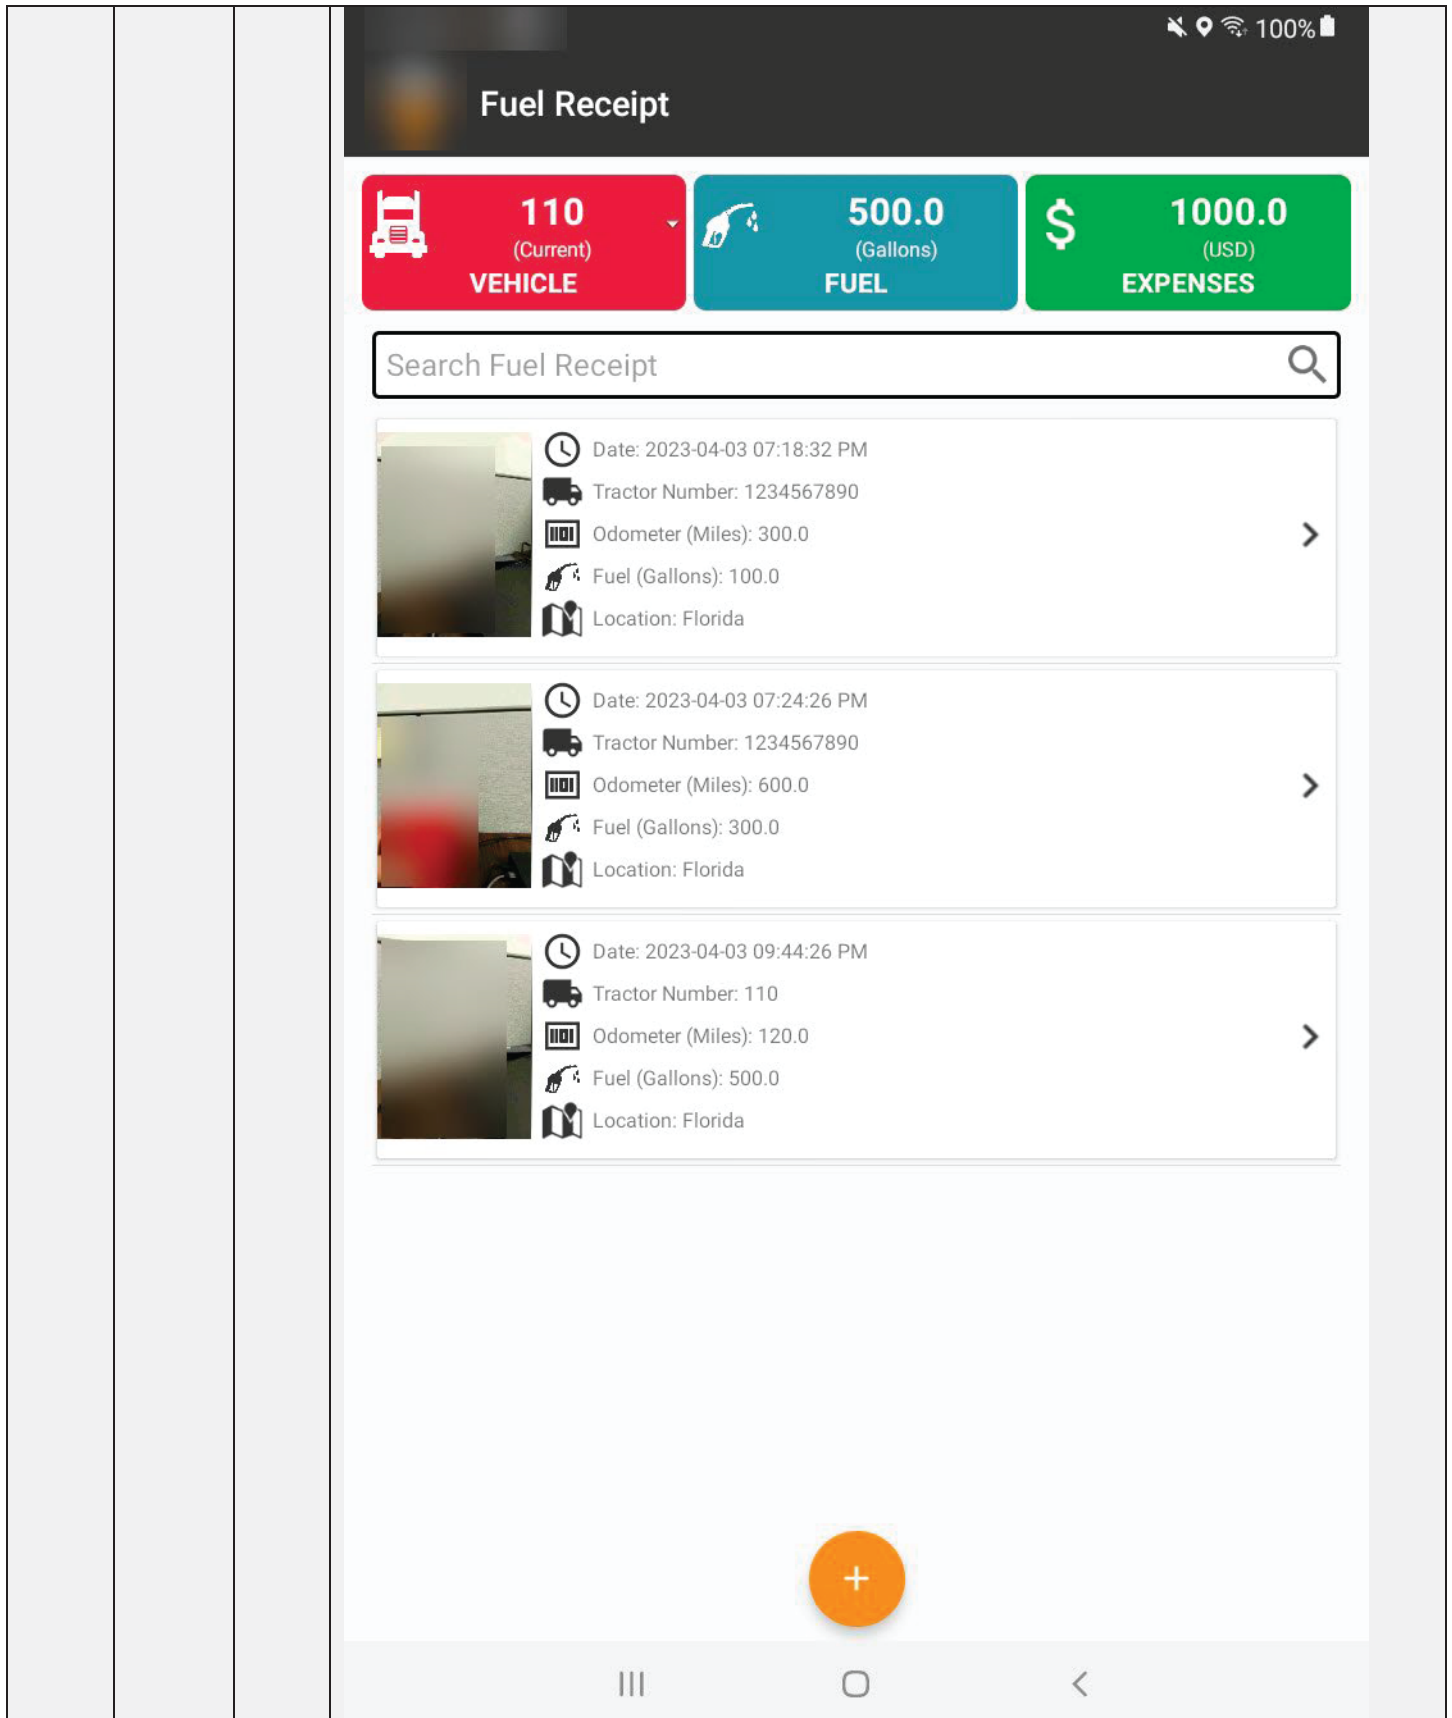 100%
Fuel Receipt
110
(Current)
VEHICLE
500.0
(Gallons)
FUEL
1000.0
(USD)
EXPENSES
Search Fuel Receipt
Date: 2023-04-03 07:18:32 PM
Tractor Number: 1234567890
Odometer (Miles): 300.0
Fuel (Gallons): 100.0
Location: Florida
Date: 2023-04-03 07:24:26 PM
Tractor Number: 1234567890
Odometer (Miles): 600.0
Fuel (Gallons): 300.0
Location: Florida
Date: 2023-04-03 09:44:26 PM
Tractor Number: 110
Odometer (Miles): 120.0
Fuel (Gallons): 500.0
Location: Florida